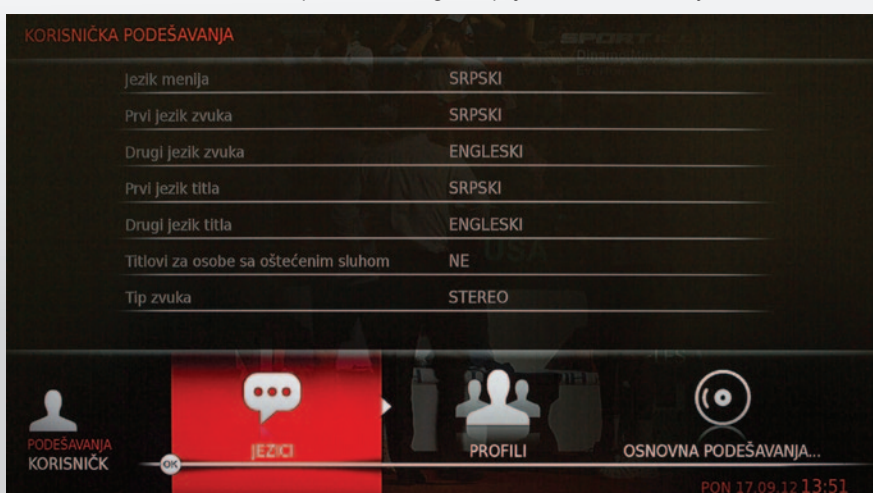 KORISNIČKA PODEŠAVANJA
SPORT
Jezik menija SRPSKI
Prvi jezik zvuka SRPSKI
Drugi jezik zvuka ENGLESKI
Prvi jezik titla SRPSKI
Drugi jezik titla ENGLESKI
USA
Titlovi za osobe sa oštećenim sluhom NE
Tip zvuka STEREO
PODEŠAVANJA
KORISNIČK
OK
JEZICI
PROFILI
OSNOVNA PODEŠAVANJA...
PON 17.09.12 13:51